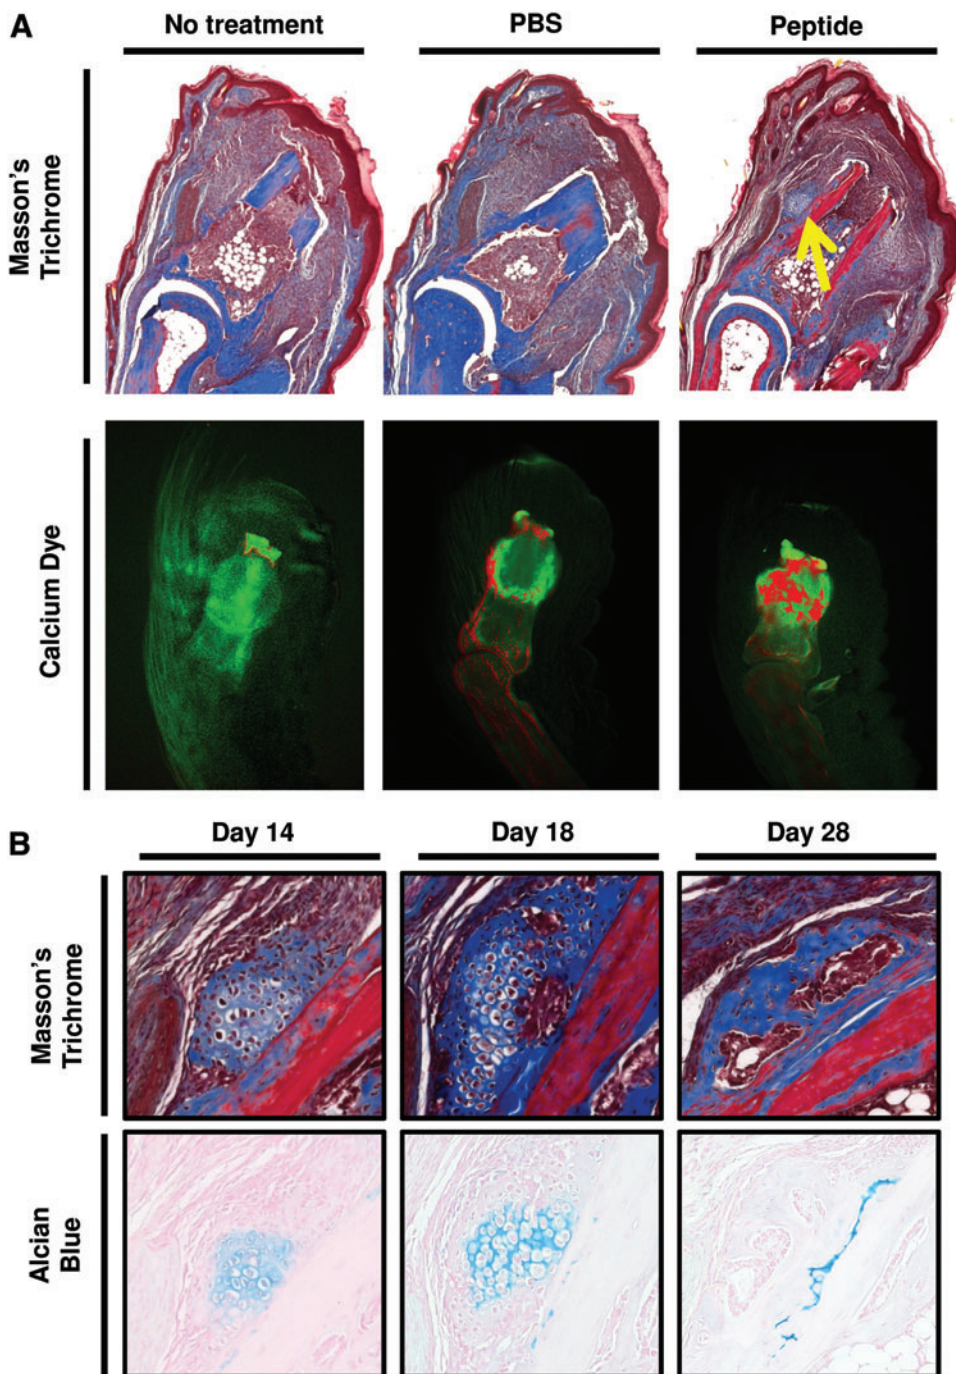 A
No treatment
PBS
Peptide
Masson's
Trichrome
Calcium Dye
B
Day 14
Day 18
Day 28
Masson's
Trichrome
Alcian
Blue